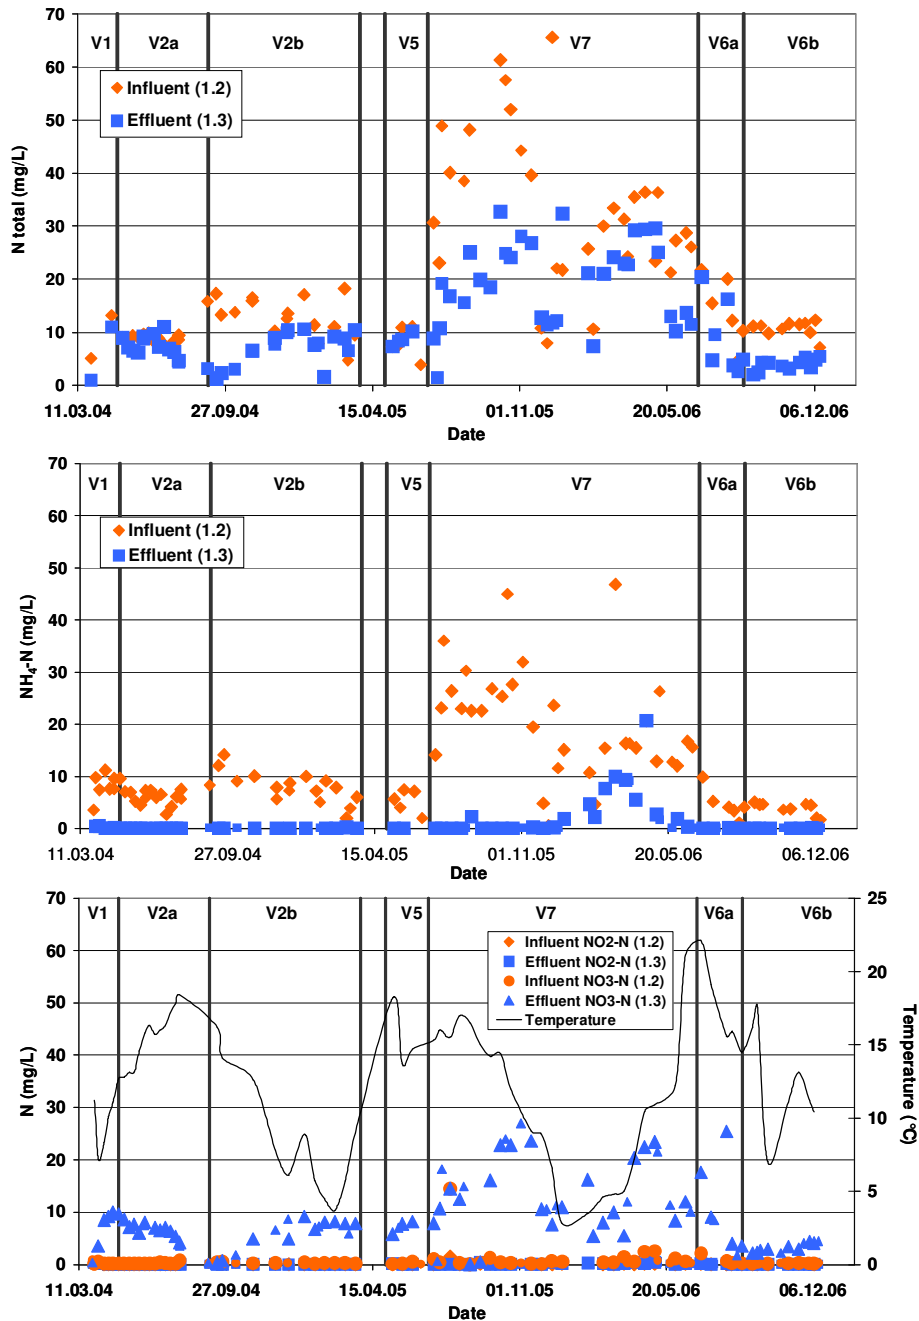 70
60
50
40
30
20
10
0
N total (mg/L)
V1 V2a V2b V5 V7 V6a V6b
Influent (1.2)
Effluent (1.3)
11.03.04 27.09.04 15.04.05 01.11.05 20.05.06 06.12.06
Date
70
60
50
40
30
20
10
0
NH4-N (mg/L)
V1 V2a V2b V5 V7 V6a V6b
Influent (1.2)
Effluent (1.3)
11.03.04 27.09.04 15.04.05 01.11.05 20.05.06 06.12.06
Date
70
60
50
40
30
20
10
0
N (mg/L)
V1 V2a V2b V5 V7 V6a V6b
Influent NO2-N (1.2)
Effluent NO2-N (1.3)
Influent NO3-N (1.2)
Effluent NO3-N (1.3)
Temperature
25
20
15
10
5
0
Temperature (°C)
11.03.04 27.09.04 15.04.05 01.11.05 20.05.06 06.12.06
Date